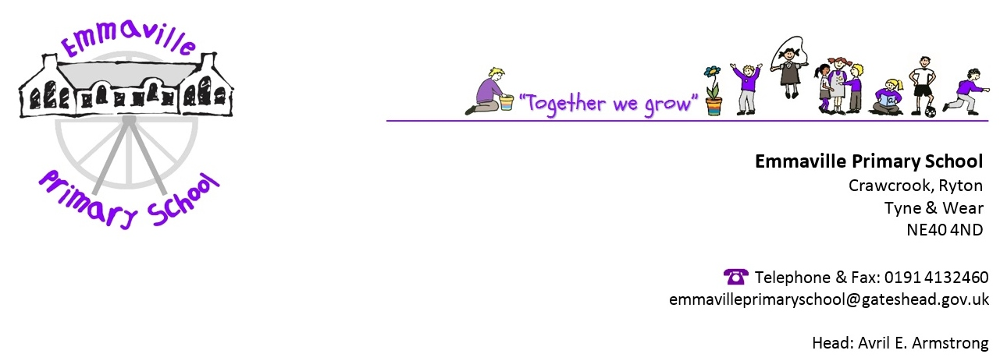 Emmaville
Primary School
"Together we grow"
Emmaville Primary School
Crawcrook, Ryton
Tyne & Wear
NE40 4ND
Telephone & Fax: 0191 4132460
emmavilleprimaryschool@gateshead.gov.uk
Head: Avril E. Armstrong